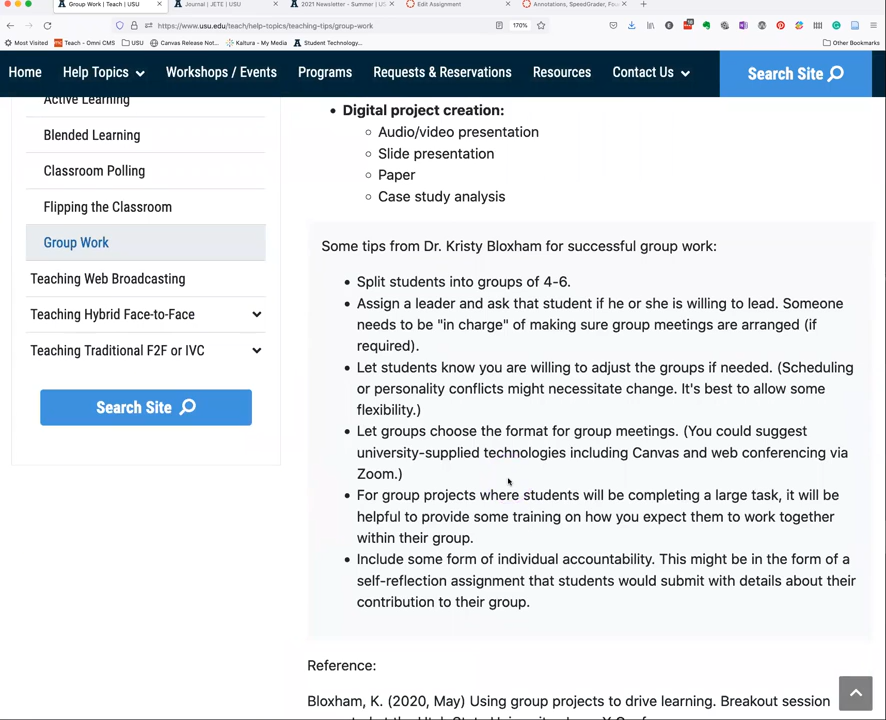 Group Work | Teach | USU
Journal | JETE | USU
2021 Newsletter - Summer | US
Edit Assignment
Annotations, SpeedGrader, Fou
https://www.usu.edu/teach/help-topics/teaching-tips/group-work
170%
Most Visited
Teach - Omni CMS
USU
Canvas Release Not...
Kaltura - My Media
Student Technology...
Other Bookmarks
Home
Help Topics
Workshops / Events
Programs
Requests & Reservations
Resources
Contact Us
Search Site
Active Learning
Blended Learning
Classroom Polling
Flipping the Classroom
Group Work
Teaching Web Broadcasting
Teaching Hybrid Face-to-Face
Teaching Traditional F2F or IVC
Search Site
• Digital project creation:
Audio/video presentation
Slide presentation
Paper
Case study analysis
Some tips from Dr. Kristy Bloxham for successful group work:
• Split students into groups of 4-6.
• Assign a leader and ask that student if he or she is willing to lead. Someone
needs to be "in charge" of making sure group meetings are arranged (if
required).
• Let students know you are willing to adjust the groups if needed. (Scheduling
or personality conflicts might necessitate change. It's best to allow some
flexibility.)
• Let groups choose the format for group meetings. (You could suggest
university-supplied technologies including Canvas and web conferencing via
Zoom.)
• For group projects where students will be completing a large task, it will be
helpful to provide some training on how you expect them to work together
within their group.
• Include some form of individual accountability. This might be in the form of a
self-reflection assignment that students would submit with details about their
contribution to their group.
Reference:
Bloxham, K. (2020, May) Using group projects to drive learning. Breakout session